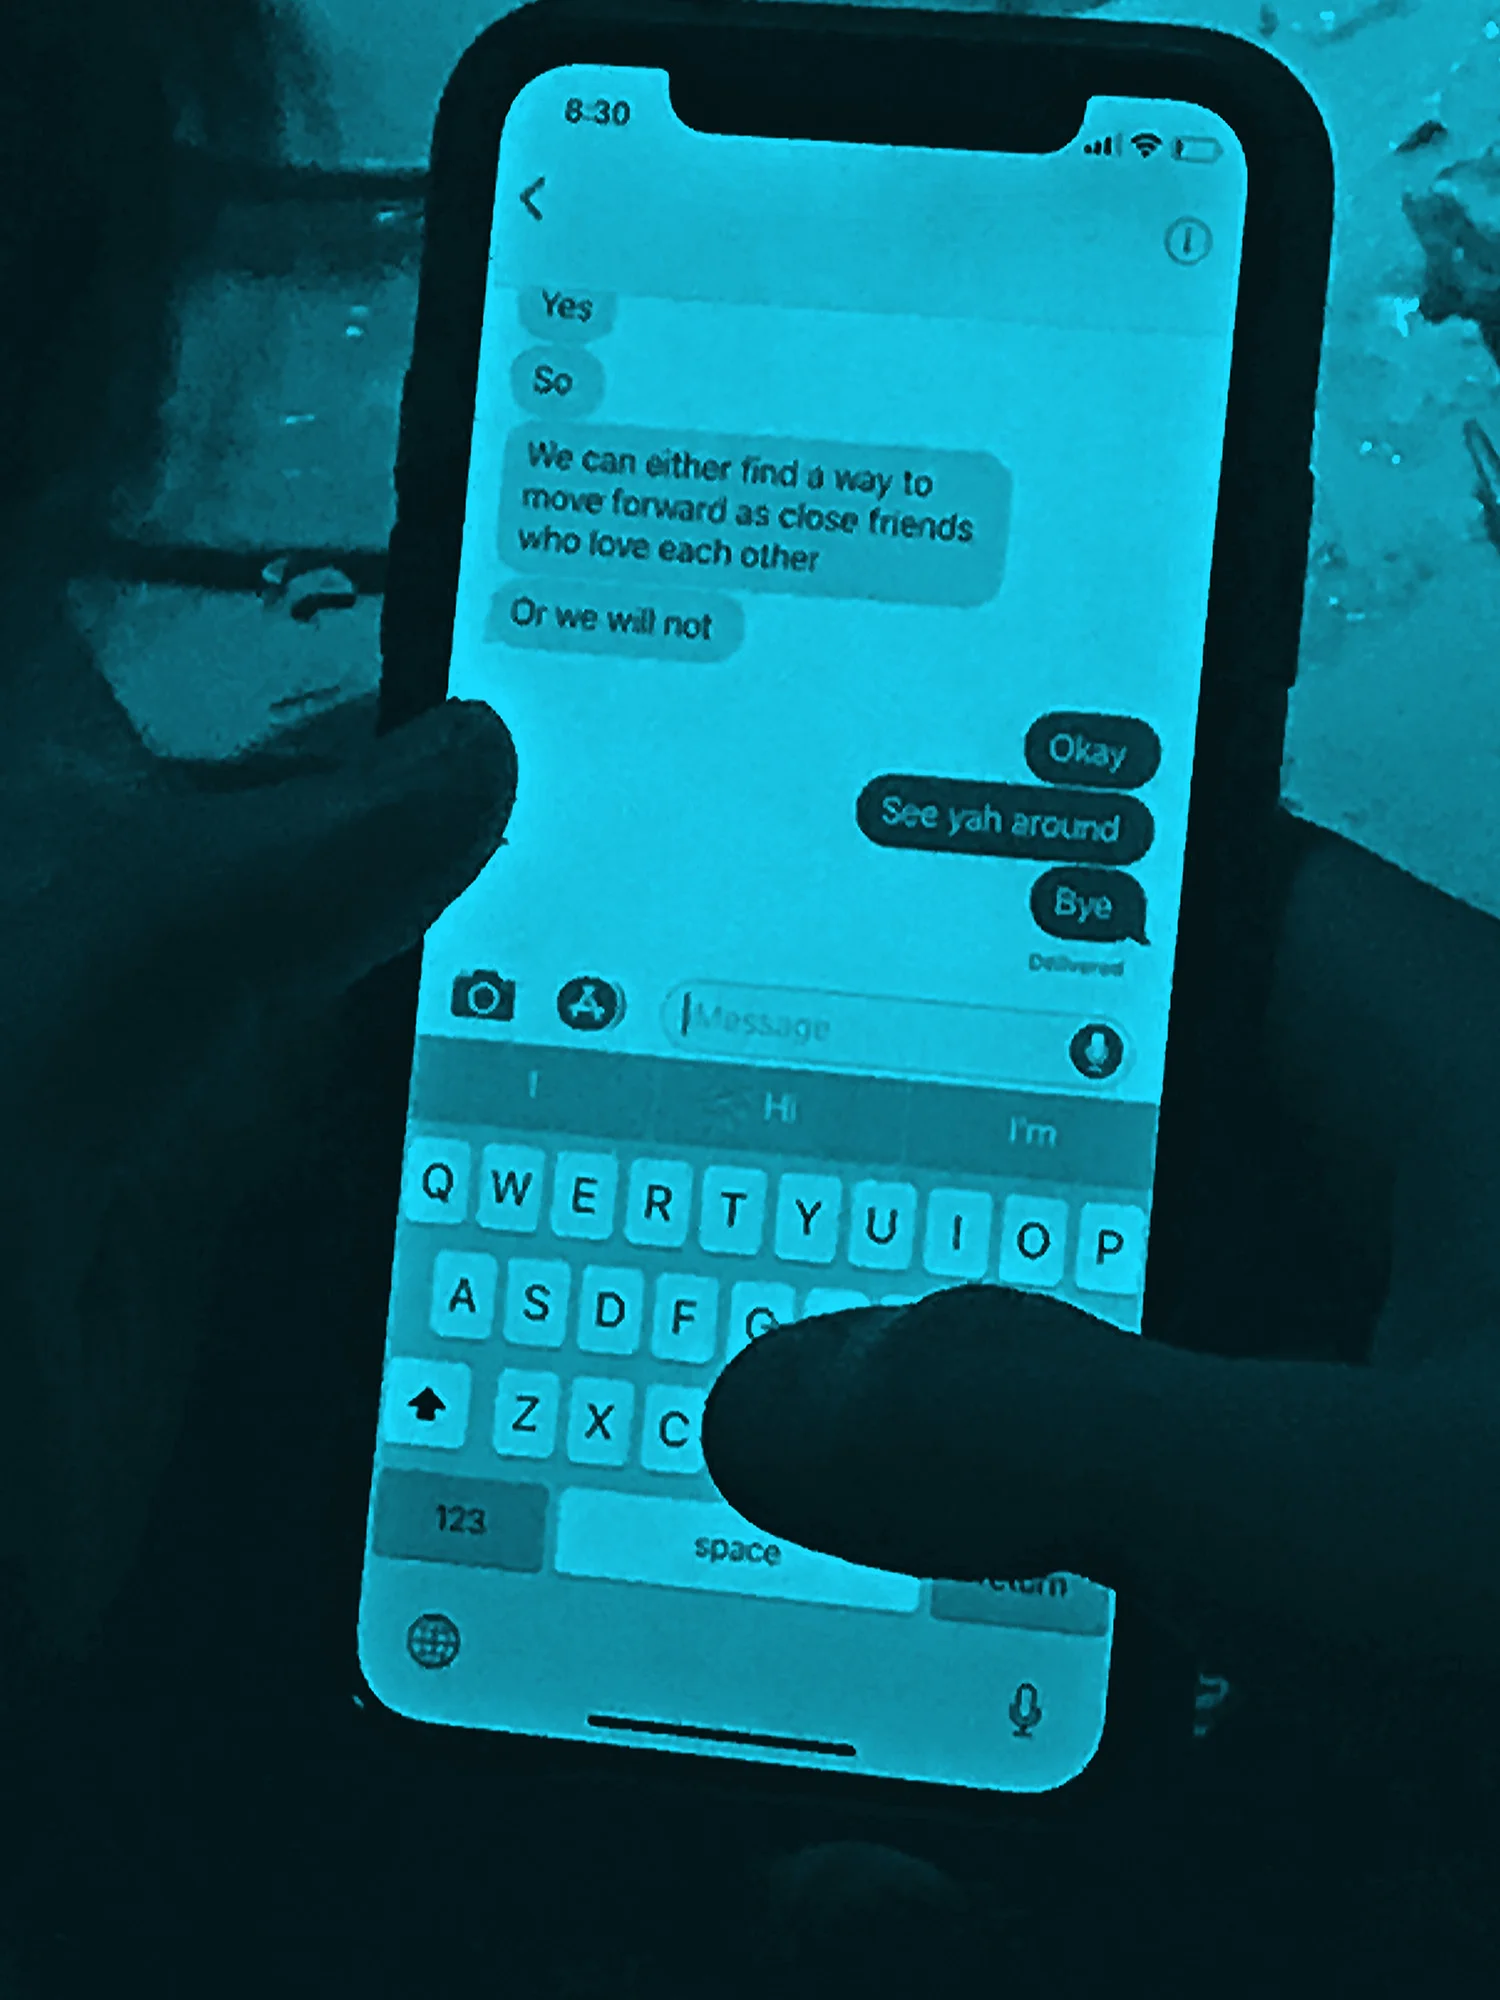 8:30
Yes
So
We can either find a way to
move forward as close friends
who love each other
Or we will not
Okay
See yah around
Bye
Delivered
Message
I
Hi
I'm
Q W E R T Y U I O P
A S D F G
Z X C
123
space
return